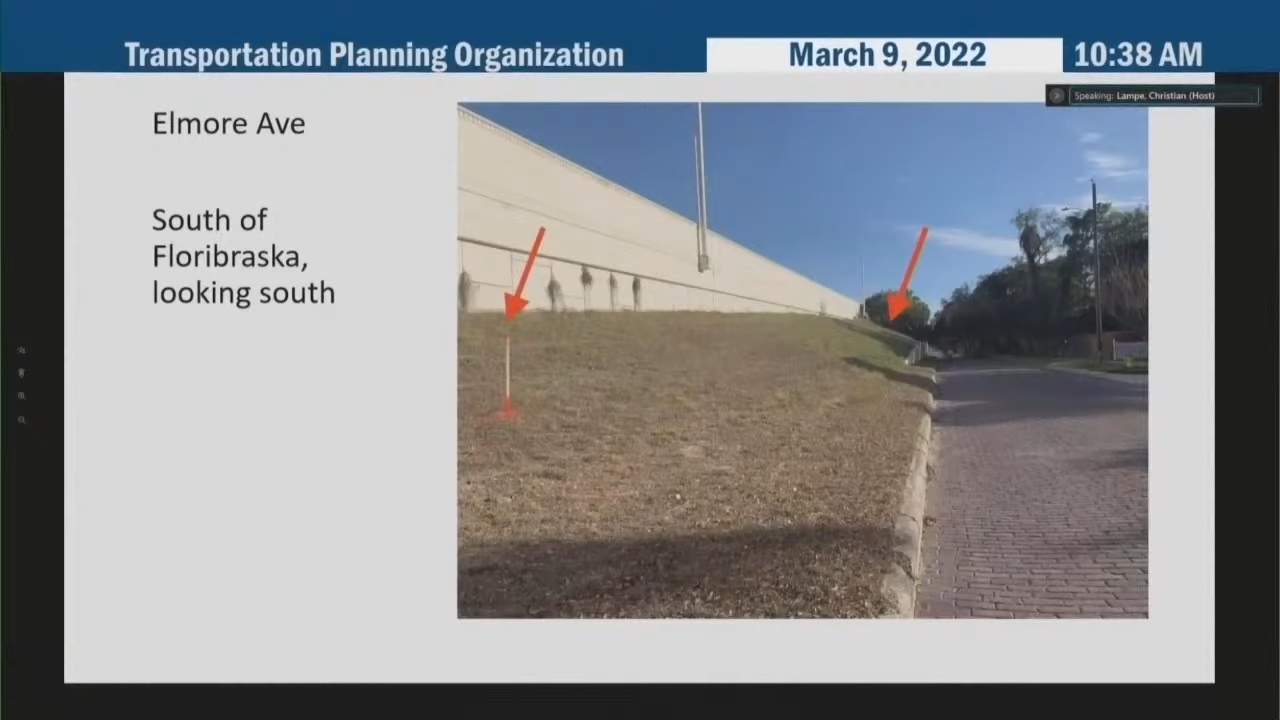 Transportation Planning Organization
March 9, 2022
10:38 AM
Speaking: Lampe, Christian (Host)
Elmore Ave
South of
Floribraska,
looking south